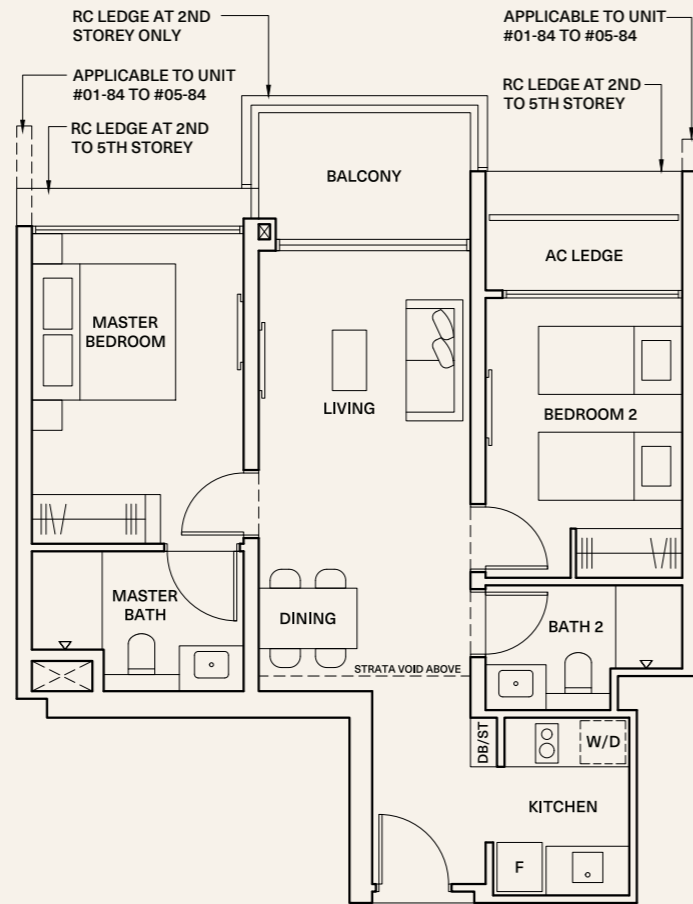 RC LEDGE AT 2ND
STOREY ONLY
APPLICABLE TO UNIT
#01-84 TO #05-84
APPLICABLE TO UNIT
#01-84 TO #05-84
RC LEDGE AT 2ND
TO 5TH STOREY
RC LEDGE AT 2ND
TO 5TH STOREY
BALCONY
AC LEDGE
MASTER
BEDROOM
LIVING
BEDROOM 2
MASTER
BATH
DINING
BATH 2
STRATA VOID ABOVE
DB/ST
W/D
KITCHEN
F